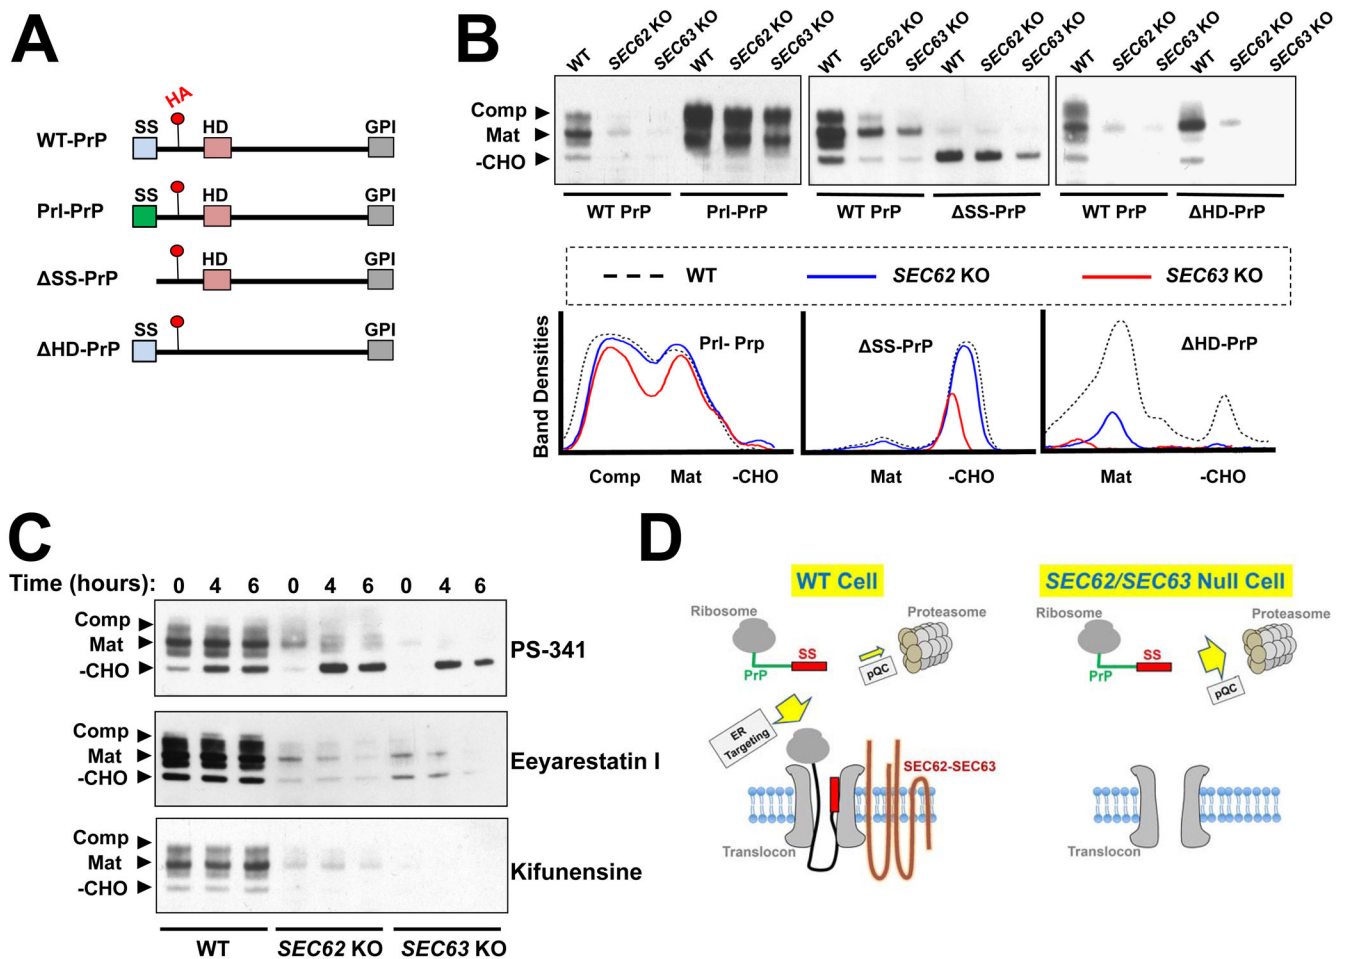 A
HA
SS HD GPI
WT-PrP
SS HD GPI
Prl-PrP
HD GPI
ΔSS-PrP
SS GPI
ΔHD-PrP
B
WT SEC62 KO SEC63 KO WT SEC62 KO SEC63 KO WT SEC62 KO SEC63 KO WT SEC62 KO SEC63 KO WT SEC62 KO SEC63 KO WT SEC62 KO SEC63 KO
Comp
Mat
-CHO
WT PrP Prl-PrP WT PrP ΔSS-PrP WT PrP ΔHD-PrP
WT SEC62 KO SEC63 KO
Band Densities
Prl- Prp ΔSS-PrP ΔHD-PrP
Comp Mat -CHO Mat -CHO Mat -CHO
C
Time (hours): 0 4 6 0 4 6 0 4 6
Comp
Mat
-CHO
PS-341
Comp
Mat
-CHO
Eeyarestatin I
Comp
Mat
-CHO
Kifunensine
WT SEC62 KO SEC63 KO
D
WT Cell
Ribosome
Proteasome
SS
PrP
pQC
ER
Targeting
SEC62-SEC63
Translocon
SEC62/SEC63 Null Cell
Ribosome
Proteasome
SS
PrP
pQC
Translocon